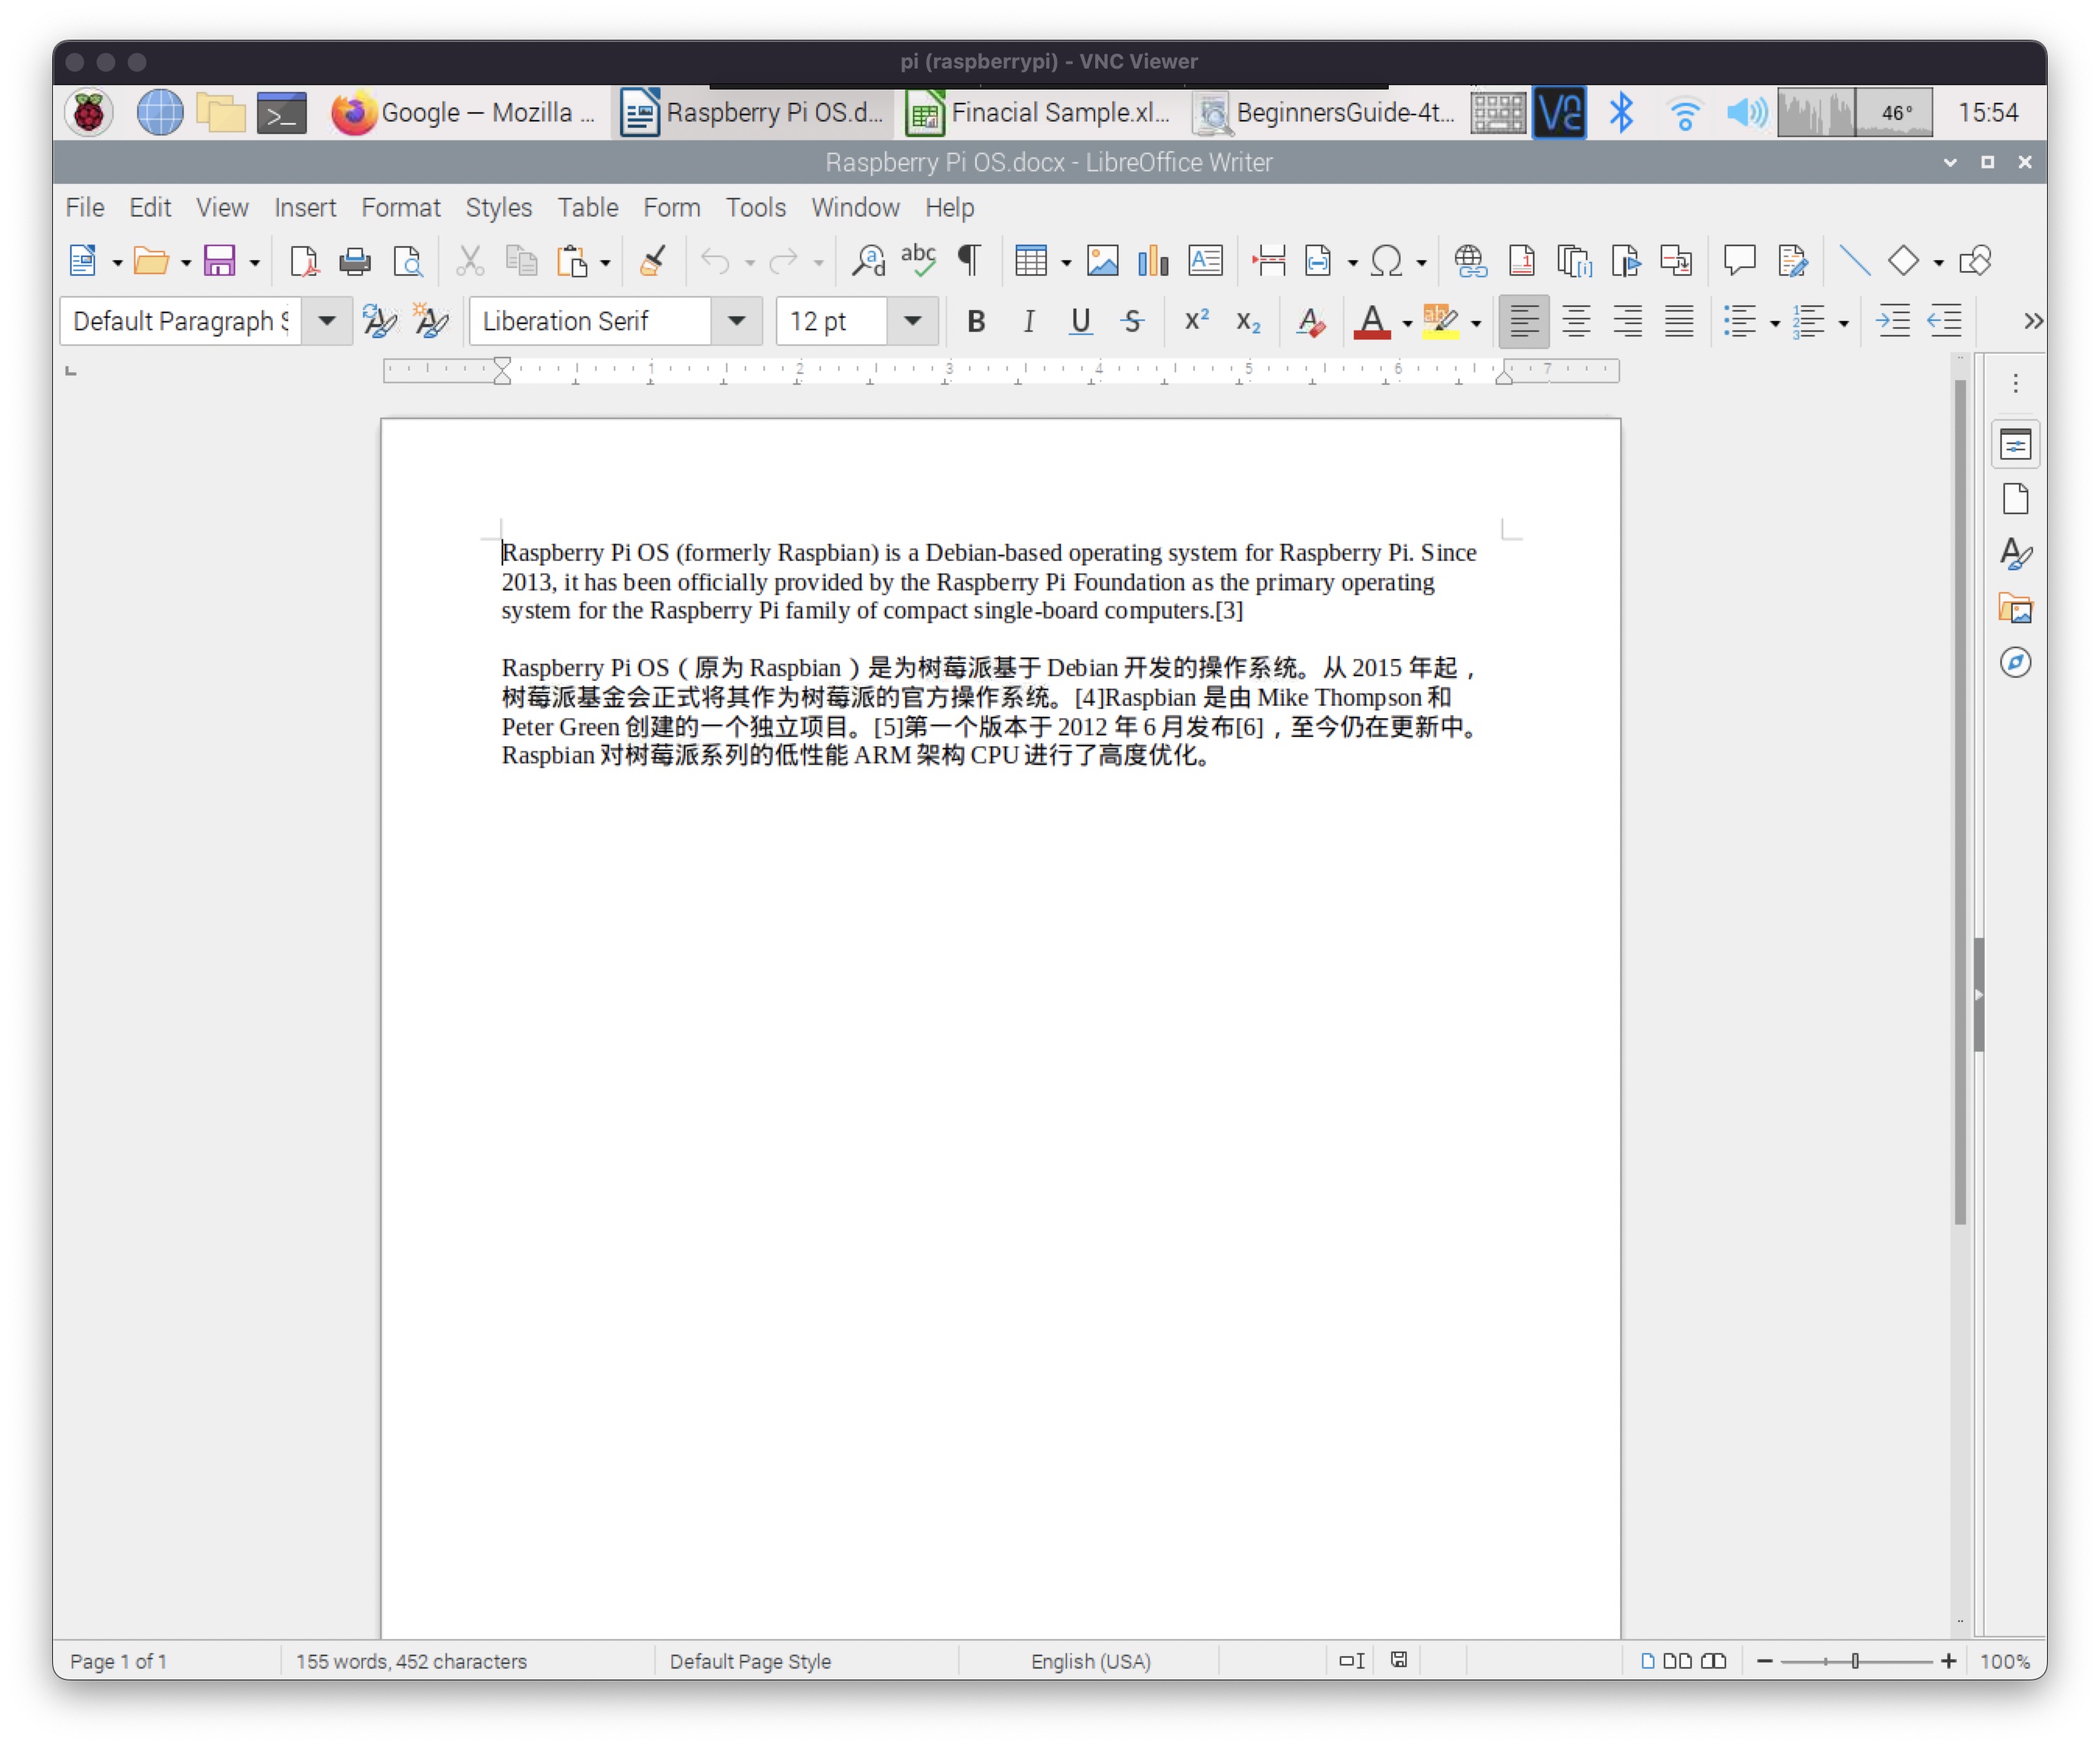 pi (raspberrypi) - VNC Viewer
Google — Mozilla ...
Raspberry Pi OS.d...
Finacial Sample.xl...
BeginnersGuide-4t...
46°
15:54
Raspberry Pi OS.docx - LibreOffice Writer
File Edit View Insert Format Styles Table Form Tools Window Help
Default Paragraph S
Liberation Serif
12 pt
1 2 3 4 5 6 7
Raspberry Pi OS (formerly Raspbian) is a Debian-based operating system for Raspberry Pi. Since
2013, it has been officially provided by the Raspberry Pi Foundation as the primary operating
system for the Raspberry Pi family of compact single-board computers.[3]
Raspberry Pi OS（原为 Raspbian）是为树莓派基于 Debian 开发的操作系统。从 2015 年起，
树莓派基金会正式将其作为树莓派的官方操作系统。[4]Raspbian 是由 Mike Thompson 和
Peter Green 创建的一个独立项目。[5]第一个版本于 2012 年 6 月发布[6]，至今仍在更新中。
Raspbian 对树莓派系列的低性能 ARM 架构 CPU 进行了高度优化。
Page 1 of 1
155 words, 452 characters
Default Page Style
English (USA)
100%